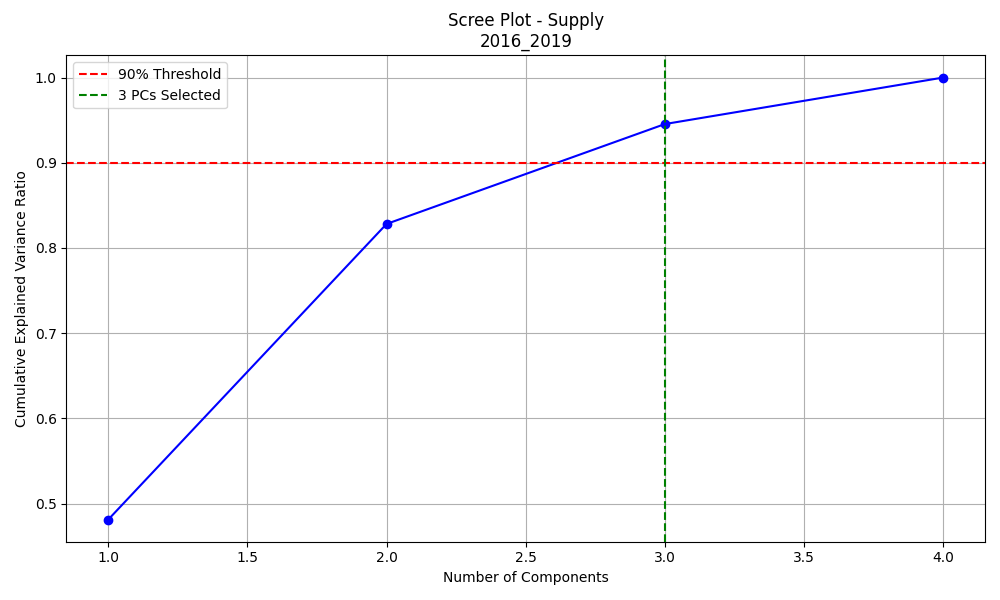 Scree Plot - Supply
2016_2019
90% Threshold
3 PCs Selected
Cumulative Explained Variance Ratio
1.0
0.9
0.8
0.7
0.6
0.5
1.0 1.5 2.0 2.5 3.0 3.5 4.0
Number of Components